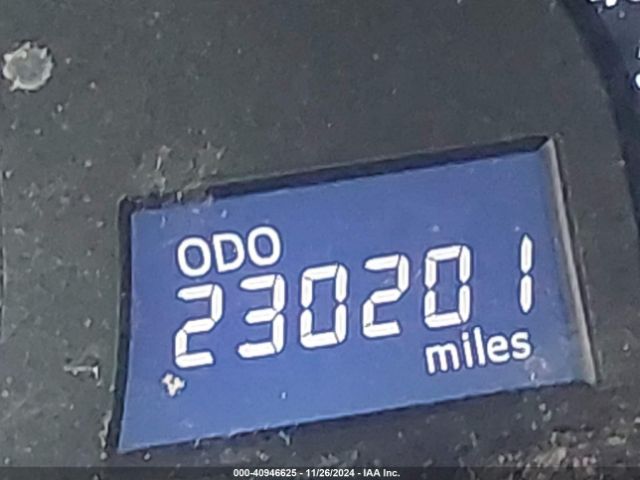 ODO
230201
miles
000-40946625 - 11/26/2024 - IAA Inc.